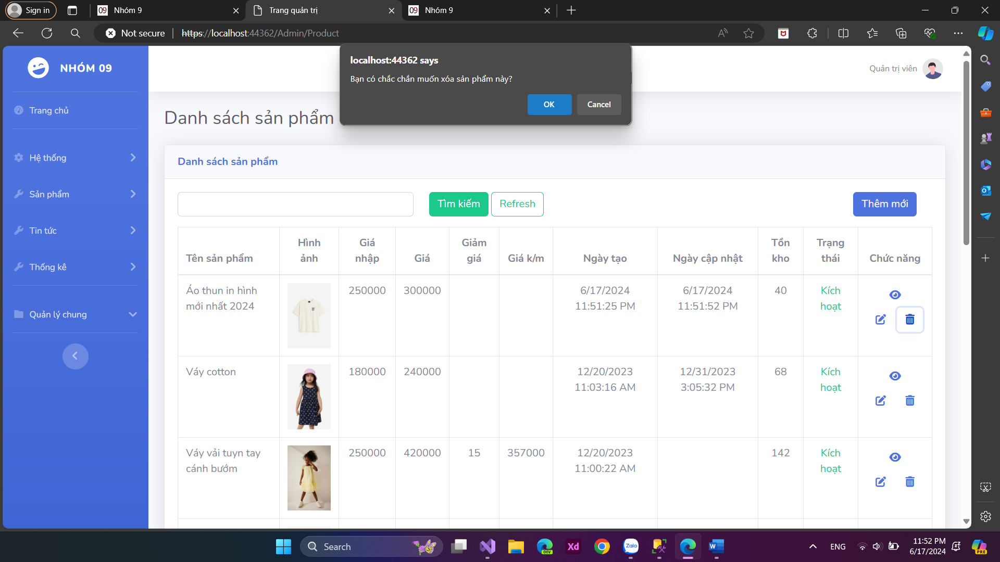 Sign in
09 Nhóm 9
Trang quản trị
09 Nhóm 9
Not secure https://localhost:44362/Admin/Product
localhost:44362 says
Bạn có chắc chắn muốn xóa sản phẩm này?
OK Cancel
NHÓM 09
Quản trị viên
Trang chủ
Hệ thống
Sản phẩm
Tin tức
Thống kê
Quản lý chung
Danh sách sản phẩm
Danh sách sản phẩm
Tìm kiếm Refresh Thêm mới
Tên sản phẩm
Hình
ảnh
Giá
nhập
Giá
Giảm
giá
Giá k/m
Ngày tạo
Ngày cập nhật
Tồn
kho
Trạng
thái
Chức năng
Áo thun in hình
mới nhất 2024
250000
300000
6/17/2024
11:51:25 PM
6/17/2024
11:51:52 PM
40
Kích
hoạt
Váy cotton
180000
240000
12/20/2023
11:03:16 AM
12/31/2023
3:05:32 PM
68
Kích
hoạt
Váy vải tuyn tay
cánh bướm
250000
420000
15
357000
12/20/2023
11:00:22 AM
142
Kích
hoạt
Search
DEV
Xd
Zalo
W
ENG
11:52 PM
6/17/2024
PRE